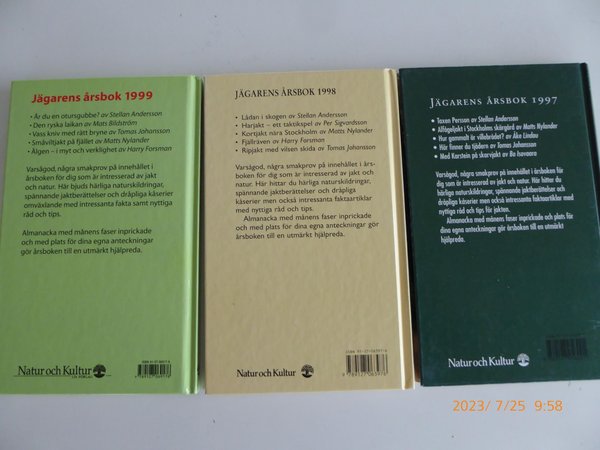 Jägarens årsbok 1999
• Är du en otursgubbe? av Stellan Andersson
• Den ryska laikan av Mats Bildström
• Vass kniv med rätt bryne av Tomas Johansson
• Småviltjakt på fjället av Matts Nylander
• Älgen – i myt och verklighet av Harry Forsman
Varsågod, några smakprov på innehållet i
årsboken för dig som är intresserad av jakt
och natur. Här bjuds härliga naturskildringar,
spännande jaktberättelser och dråpliga kåserier
omväxlande med intressanta fakta samt nyttiga
råd och tips.
Almanacka med månens faser inprickade
och med plats för dina egna anteckningar
gör årsboken till en utmärkt hjälpreda.
Natur och Kultur
JÄGARENS ÅRSBOK 1998
• Lådan i skogen av Stellan Andersson
• Harjakt – ett taktikspel av Per Sigvardsson
• Kortjakt nära Stockholm av Matts Nylander
• Fjällräven av Harry Forsman
• Ripjakt med vilsen skida av Tomas Johansson
Varsågod, några smakprov på innehållet i års-
boken för dig som är intresserad av jakt och
natur. Här hittar du härliga naturskildringar,
spännande jaktberättelser och dråpliga
kåserier men också intressanta faktaartiklar
med nyttiga råd och tips.
Almanacka med månens faser inprickade
och med plats för dina egna anteckningar
gör årsboken till en utmärkt hjälpreda.
Natur och Kultur
JÄGARENS ÅRSBOK 1997
• Taxen Persson av Stellan Andersson
• Alfågeljakt i Stockholms skärgård av Matts Nylander
• Hur gammalt är villebrådet? av Åke Lindau
• Här finner du tjädern av Tomas Johansson
• Med Karstein på skarvjakt av Bo havaara
Varsågod, några smakprov på innehållet i årsboken för
dig som är intresserad av jakt och natur. Här hittar du
härliga naturskildringar, spännande jaktberättelser och
dråpliga kåserier men också intressanta faktaartiklar med
nyttiga råd och tips för jakten.
Almanacka med månens faser inprickade och plats för
dina egna anteckningar gör årsboken till en utmärkt
hjälpreda.
Natur och Kultur
2023/ 7/25 9:58